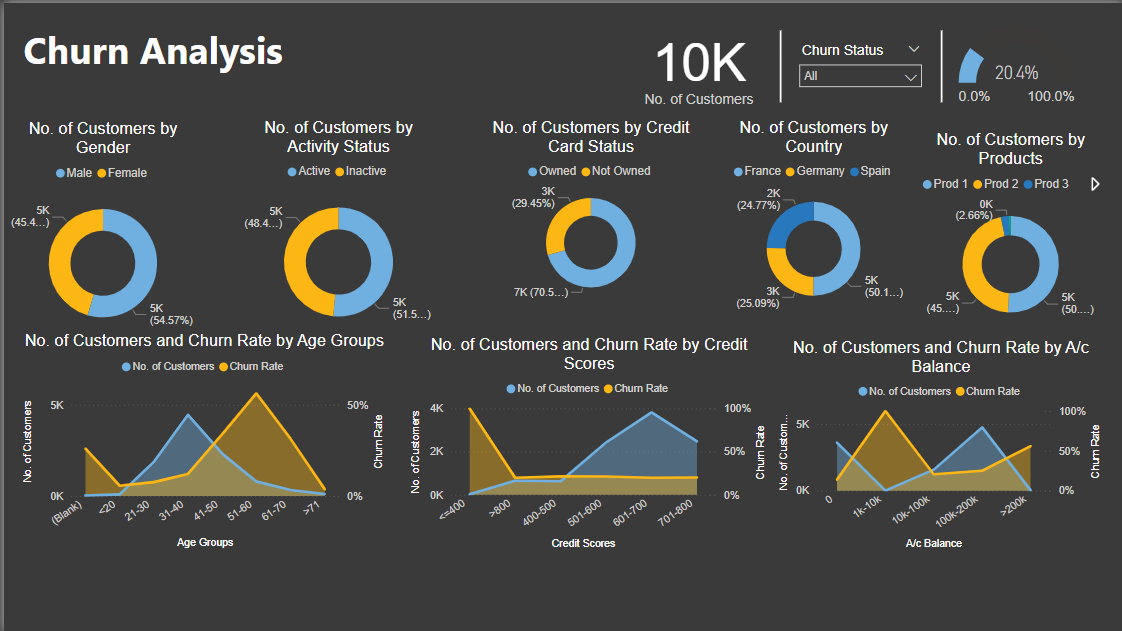 Churn Analysis
10K
No. of Customers
Churn Status
All
20.4%
0.0%
100.0%
No. of Customers by
Gender
Male Female
5K
(45.4...)
5K
(54.57%)
No. of Customers by
Activity Status
Active Inactive
5K
(48.4...)
5K
(51.5...)
No. of Customers by Credit
Card Status
Owned Not Owned
3K
(29.45%)
7K (70.5...)
No. of Customers by
Country
France Germany Spain
2K
(24.77%)
3K
(25.09%)
5K
(50.1...)
No. of Customers by
Products
Prod 1 Prod 2 Prod 3
0K
(2.66%)
5K
(45....)
5K
(50....)
No. of Customers and Churn Rate by Age Groups
No. of Customers Churn Rate
No. of Customers
5K
0K
50%
0%
Churn Rate
(Blank) <20 21-30 31-40 41-50 51-60 61-70 >71
Age Groups
No. of Customers and Churn Rate by Credit
Scores
No. of Customers Churn Rate
No. of Customers
4K
2K
0K
100%
50%
0%
Churn Rate
<=400 >800 400-500 501-600 601-700 701-800
Credit Scores
No. of Customers and Churn Rate by A/c
Balance
No. of Customers Churn Rate
No. of Custom...
5K
0K
100%
50%
0%
Churn Rate
0 1k-10k 10k-100k 100k-200k >200k
A/c Balance